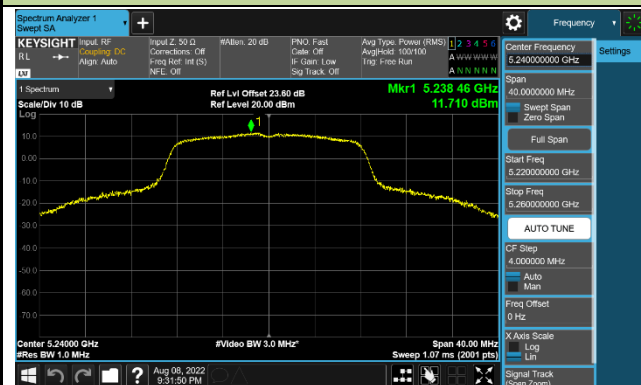 Spectrum Analyzer 1
Swept SA
Frequency
KEYSIGHT
RL
LXI
Input: RF
Coupling: DC
Align: Auto
Input Z: 50 Ω
Corrections: Off
Freq Ref: Int (S)
NFE: Off
#Atten: 20 dB
PNO: Fast
Gate: Off
IF Gain: Low
Sig Track: Off
Avg Type: Power (RMS)
Avg|Hold: 100/100
Trig: Free Run
1 2 3 4 5 6
A W W W W W
A N N N N N
1 Spectrum
Scale/Div 10 dB
Log
Ref Lvl Offset 23.60 dB
Ref Level 20.00 dBm
Mkr1 5.238 46 GHz
11.710 dBm
1
10.0
0.00
10.0
20.0
30.0
40.0
-50.0
-60.0
70.0
Center 5.24000 GHz
#Res BW 1.0 MHz
#Video BW 3.0 MHz*
Span 40.00 MHz
Sweep 1.07 ms (2001 pts)
Aug 08, 2022
9:31:50 PM
Center Frequency
5.240000000 GHz
Settings
Span
40.0000000 MHz
Swept Span
Zero Span
Full Span
Start Freq
5.220000000 GHz
Stop Freq
5.260000000 GHz
AUTO TUNE
CF Step
4.000000 MHz
Auto
Man
Freq Offset
0 Hz
X Axis Scale
Log
Lin
Signal Track
(Span Zoom)